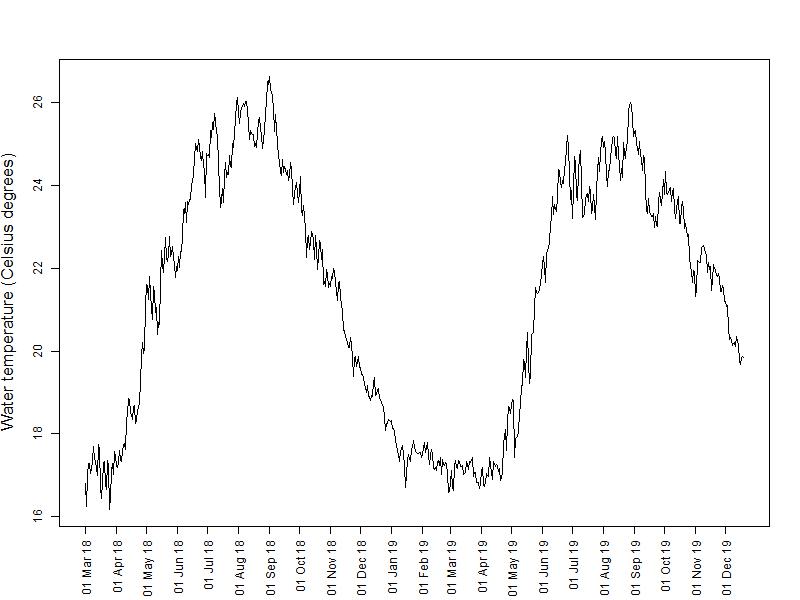 Water temperature (Celsius degrees)
26
24
22
20
18
16
01 Mar 18
01 Apr 18
01 May 18
01 Jun 18
01 Jul 18
01 Aug 18
01 Sep 18
01 Oct 18
01 Nov 18
01 Dec 18
01 Jan 19
01 Feb 19
01 Mar 19
01 Apr 19
01 May 19
01 Jun 19
01 Jul 19
01 Aug 19
01 Sep 19
01 Oct 19
01 Nov 19
01 Dec 19